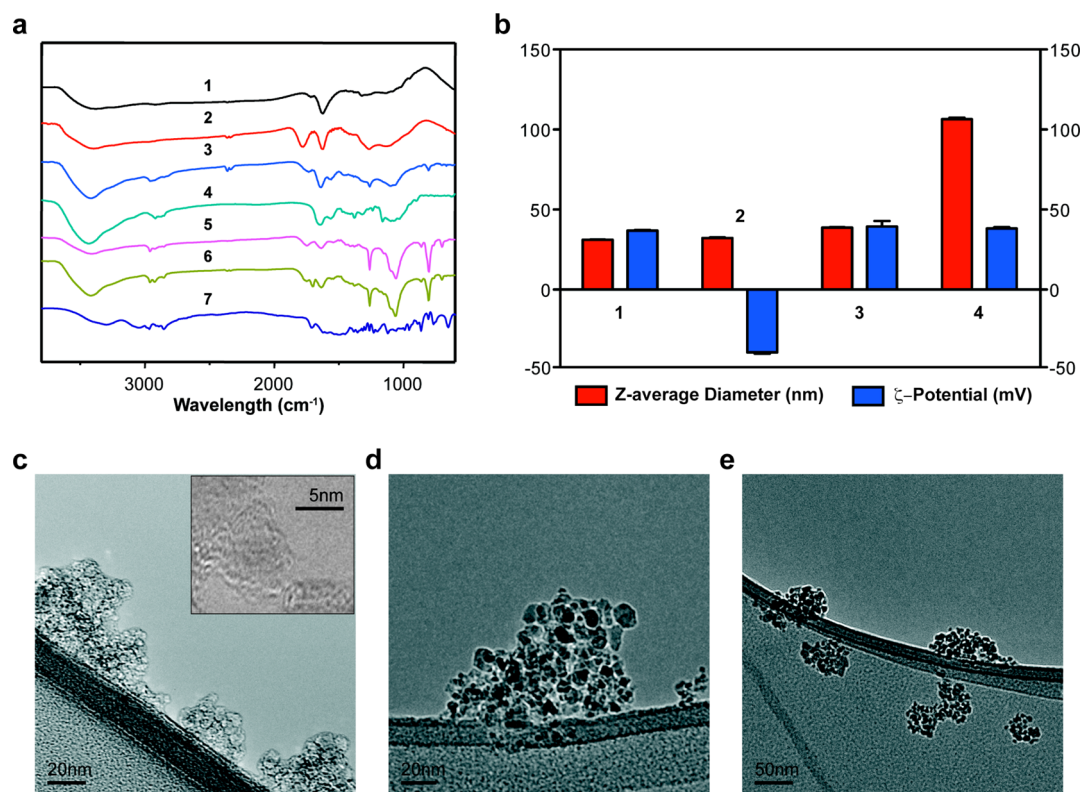 a
1
2
3
4
5
6
7
3000 2000 1000
Wavelength (cm⁻¹)
b
150 150
100 100
50 50
0 0
-50 -50
2
1 3 4
Z-average Diameter (nm) ζ–Potential (mV)
c
5nm
20nm
d
20nm
e
50nm